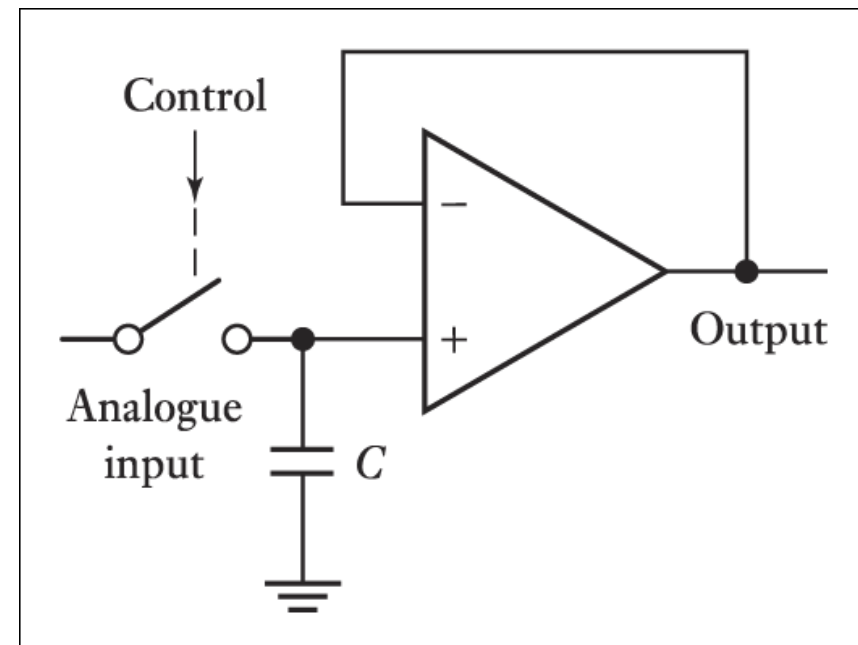 Control
−
+
Output
Analogue
input
C